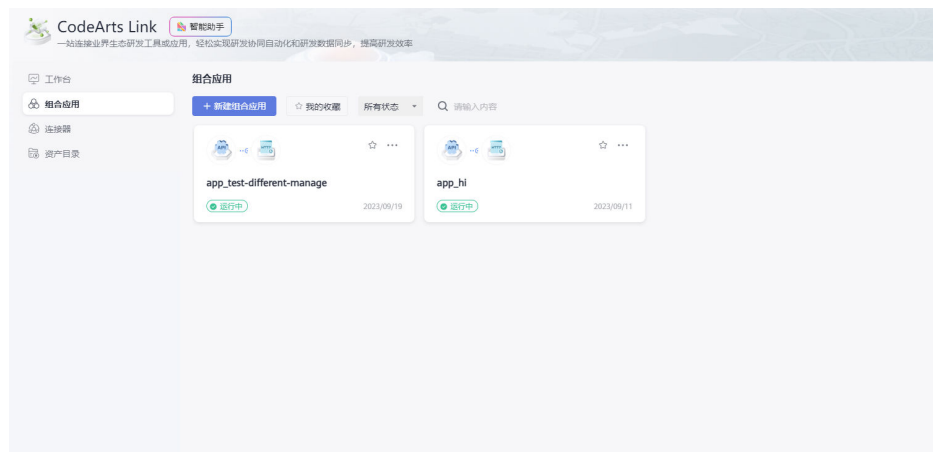 CodeArts Link 智能助手
一站连接业界生态研发工具或应用，轻松实现研发协同自动化和研发数据同步，提高研发效率
工作台
组合应用
连接器
资产目录
组合应用
+ 新建组合应用 我的收藏 所有状态 请输入内容
API HTTP
app_test-different-manage
运行中 2023/09/19
API HTTP
app_hi
运行中 2023/09/11